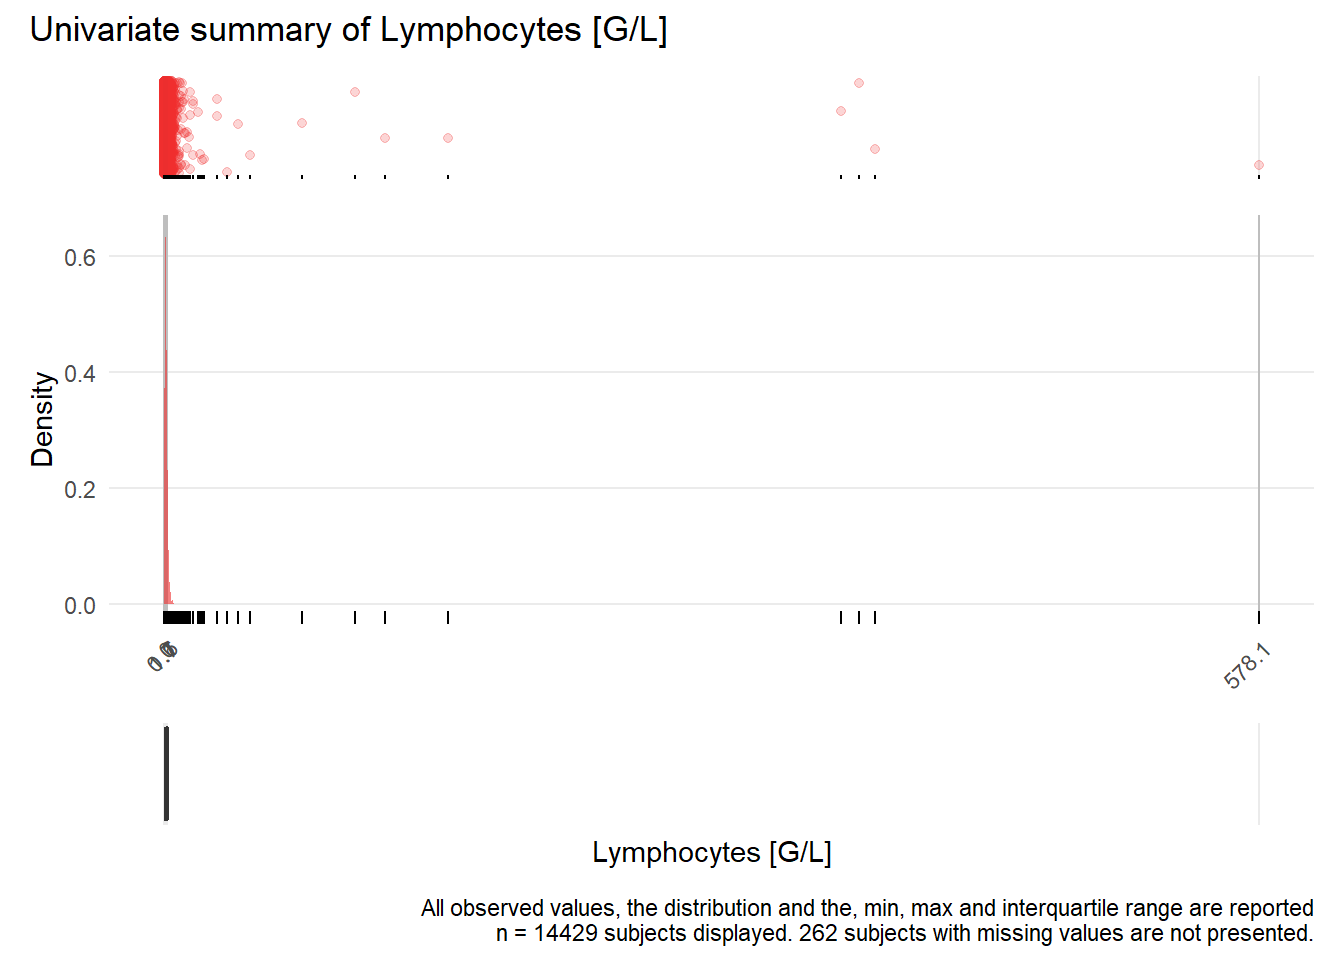 Univariate summary of Lymphocytes [G/L]
0.6
0.4
0.2
0.0
Density
578.1
Lymphocytes [G/L]
All observed values, the distribution and the, min, max and interquartile range are reported
n = 14429 subjects displayed. 262 subjects with missing values are not presented.